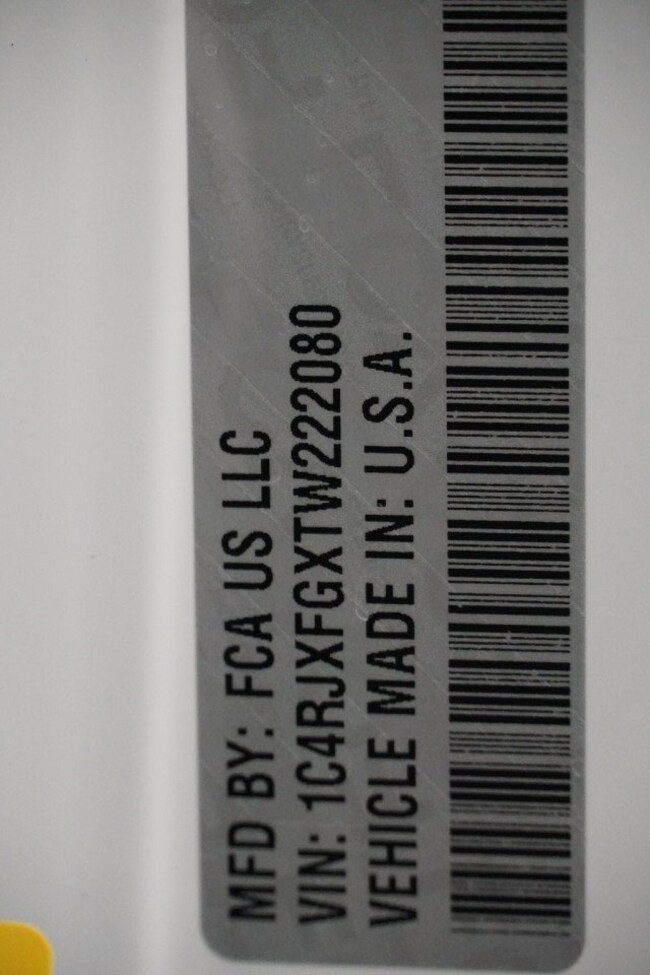 MFD BY: FCA US LLC
VIN: 1C4RJXFGXTW222080
VEHICLE MADE IN: U.S.A.